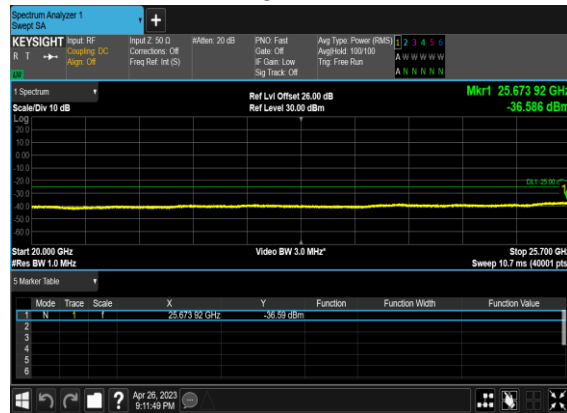 Spectrum Analyzer 1
Swept SA
+
KEYSIGHT Input: RF Input Z: 50 Ω #Atten: 20 dB PNO: Fast Avg Type: Power (RMS) 1 2 3 4 5 6
R T Coupling: DC Corrections: Off Gate: Off Avg|Hold: 100/100 A W W W W W
Align: Off Freq Ref: Int (S) IF Gain: Low Trig: Free Run
LW Sig Track: Off A N N N N N
1 Spectrum Ref Lvl Offset 26.00 dB Mkr1 25.673 92 GHz
Scale/Div 10 dB Ref Level 30.00 dBm -36.586 dBm
Log
20.0
10.0
0.00
-10.0
-20.0
DL1 -25.00
-30.0
1
-40.0
-50.0
-60.0
Start 20.000 GHz Video BW 3.0 MHz* Stop 25.700 GHz
#Res BW 1.0 MHz Sweep 10.7 ms (40001 pts
5 Marker Table
Mode Trace Scale X Y Function Function Width Function Value
1 N 1 f 25.673 92 GHz -36.59 dBm
2
3
4
5
6
? Apr 26, 2023
9:11:49 PM